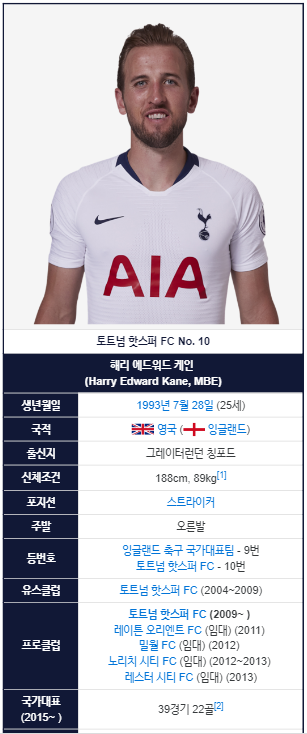 AIA
토트넘 핫스퍼 FC No. 10
해리 에드워드 케인
(Harry Edward Kane, MBE)
생년월일 1993년 7월 28일 (25세)
국적 영국 (잉글랜드)
출신지 그레이터런던 칭포드
신체조건 188cm, 89kg[1]
포지션 스트라이커
주발 오른발
등번호 잉글랜드 축구 국가대표팀 - 9번
토트넘 핫스퍼 FC - 10번
유스클럽 토트넘 핫스퍼 FC (2004~2009)
프로클럽 토트넘 핫스퍼 FC (2009~ )
레이튼 오리엔트 FC (임대) (2011)
밀월 FC (임대) (2012)
노리치 시티 FC (임대) (2012~2013)
레스터 시티 FC (임대) (2013)
국가대표
(2015~ ) 39경기 22골[2]